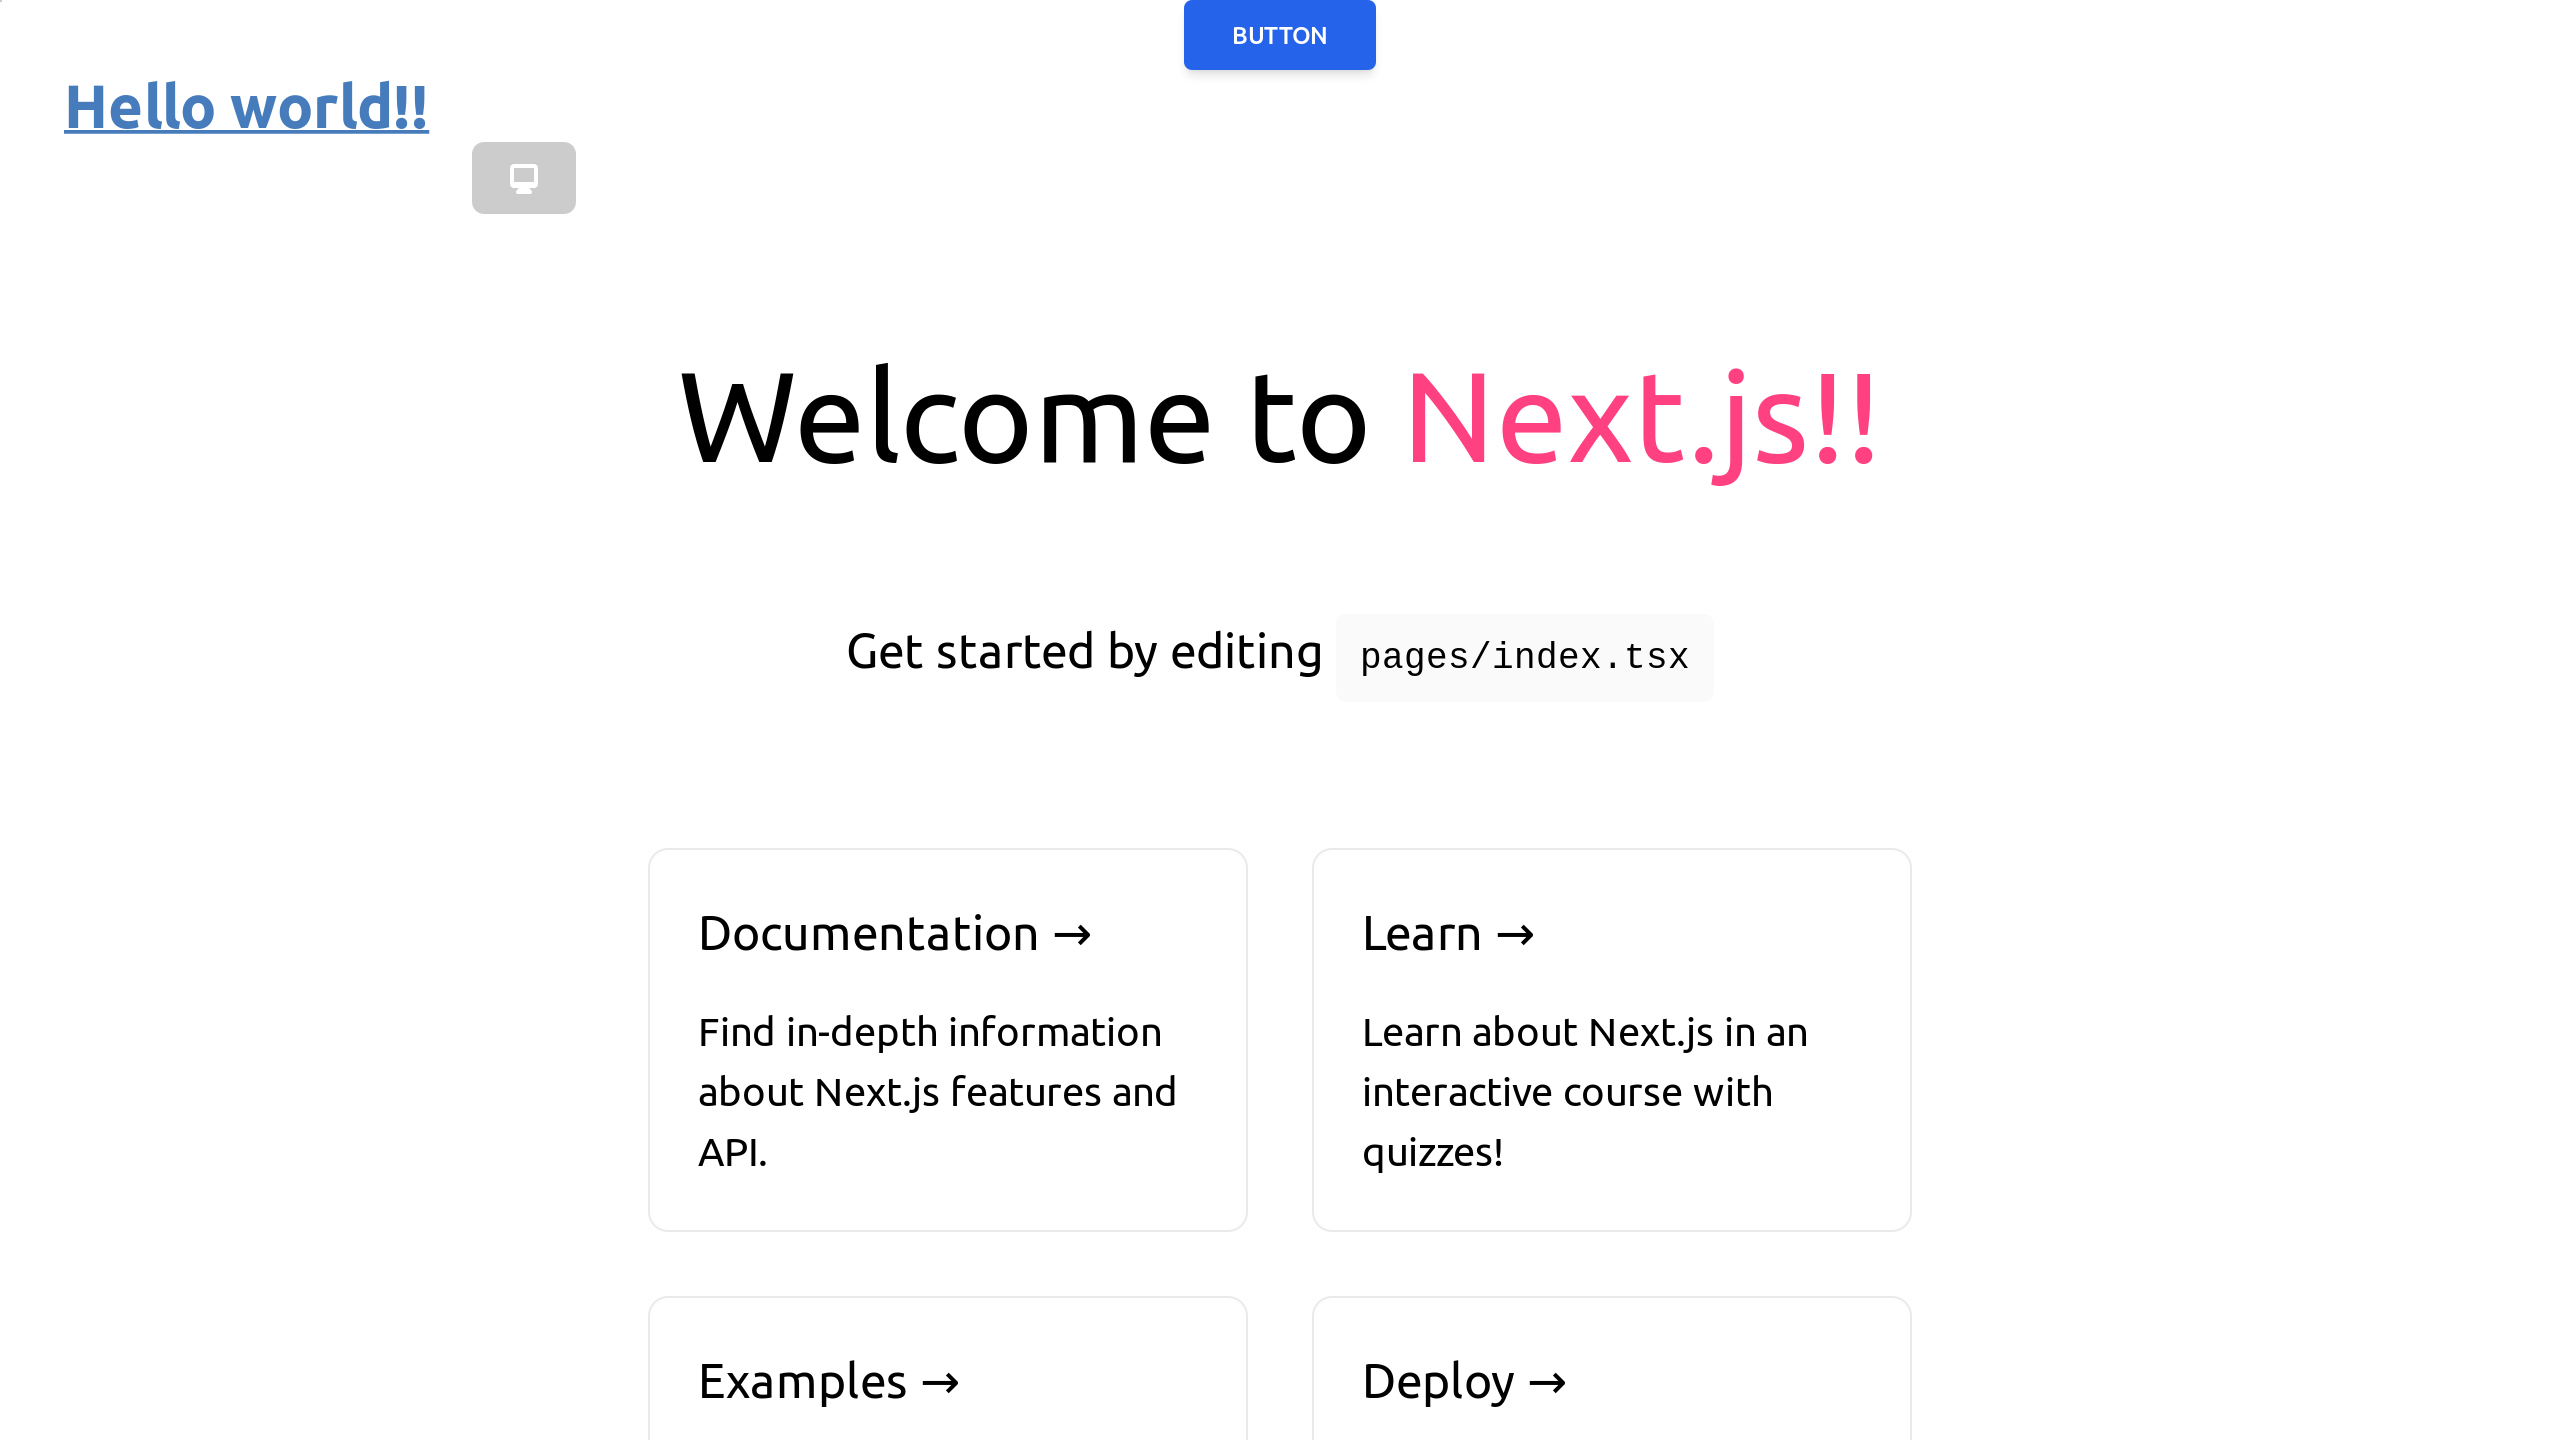 BUTTON
Hello world!!
Welcome to Next.js!!
Get started by editing pages/index.tsx
Documentation →
Find in-depth information
about Next.js features and
API.
Learn →
Learn about Next.js in an
interactive course with
quizzes!
Examples →
Deploy →